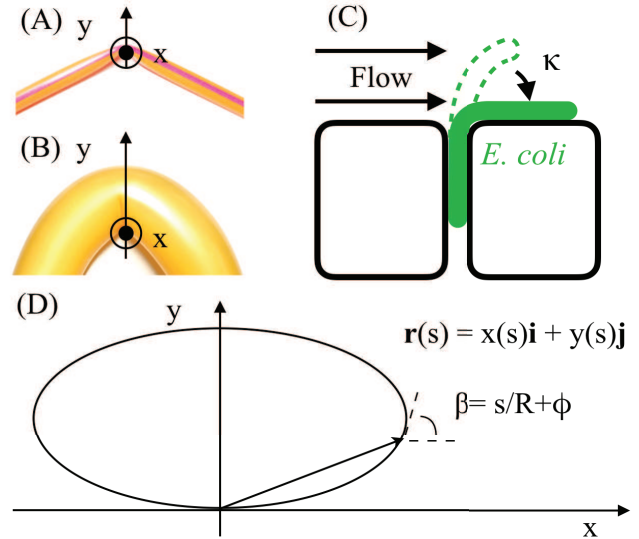 (A)
y
x
(B)
y
x
(C)
Flow
κ
E. coli
(D)
y
r(s) = x(s)i + y(s)j
β= s/R+ϕ
x